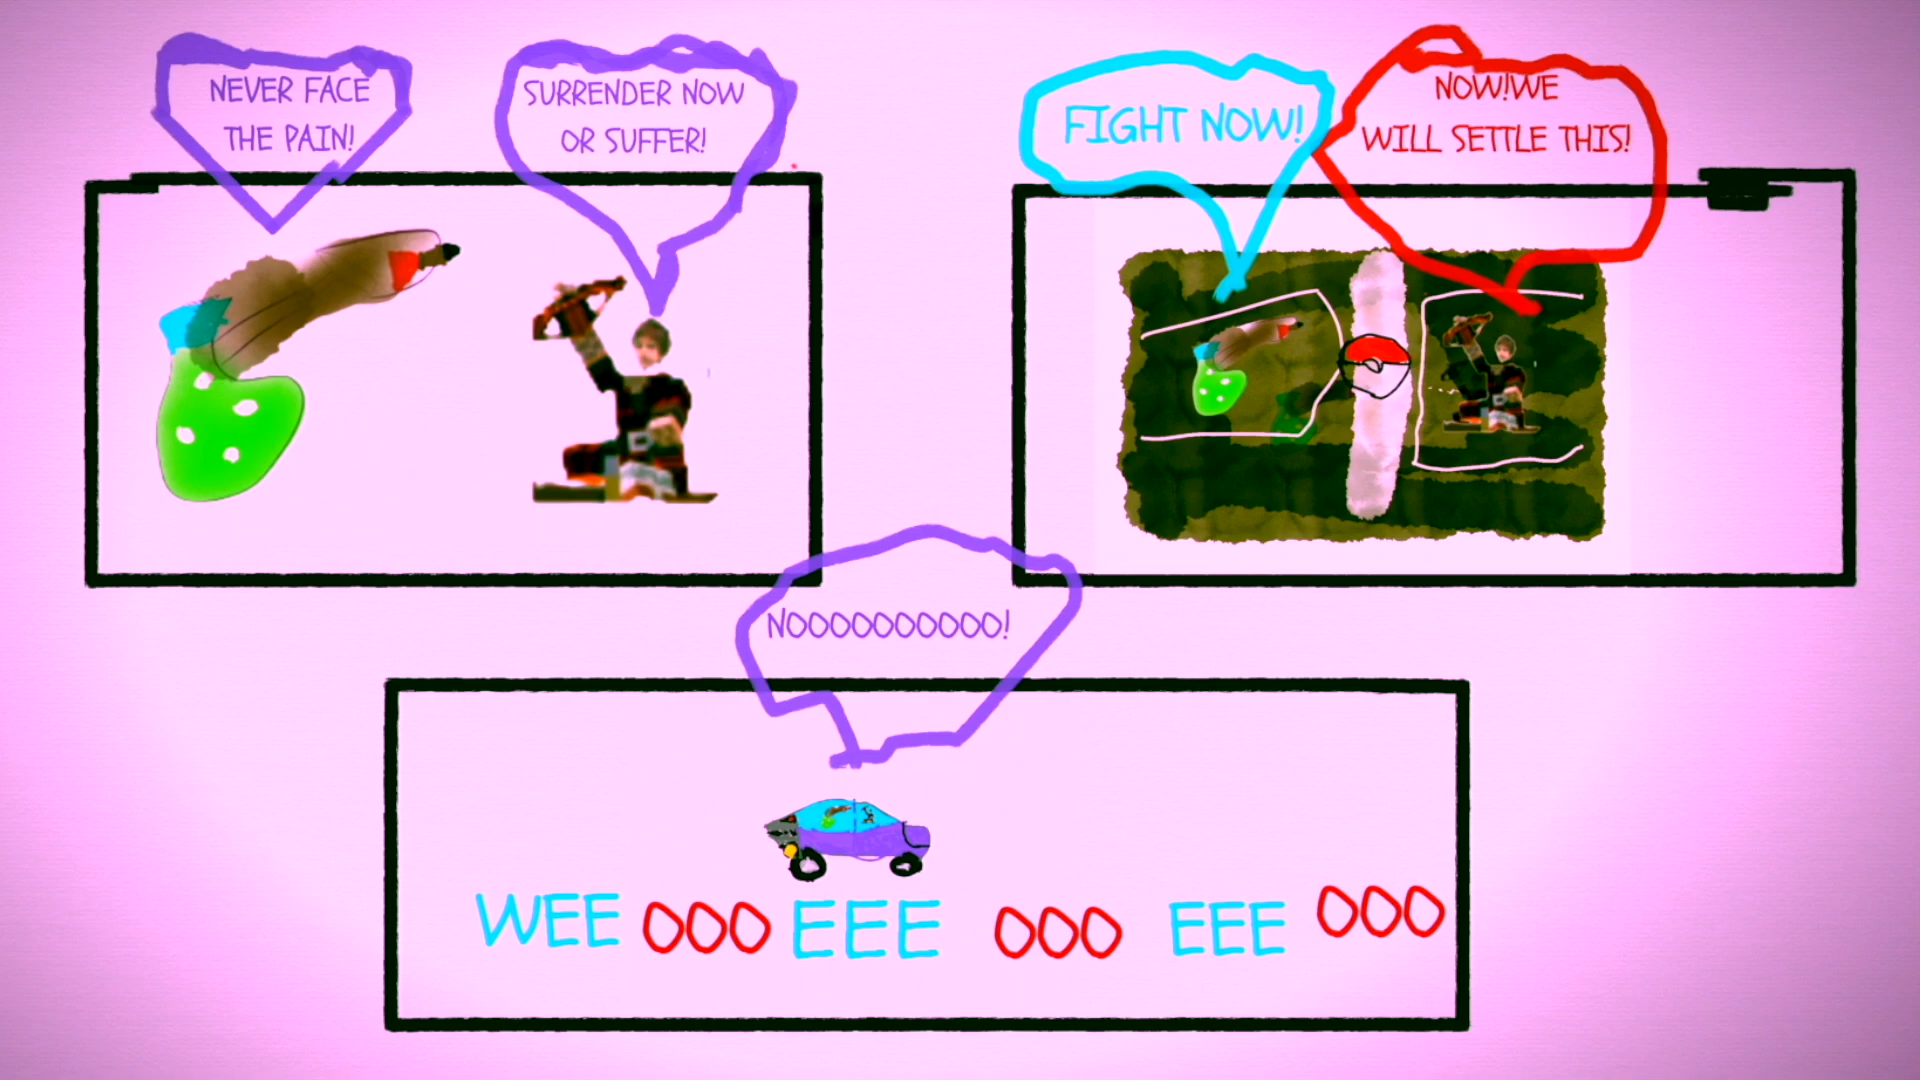 NEVER FACE
THE PAIN!
SURRENDER NOW
OR SUFFER!
FIGHT NOW!
NOW!WE
WILL SETTLE THIS!
NOOOOOOOOOO!
WEE OOO EEE OOO EEE OOO